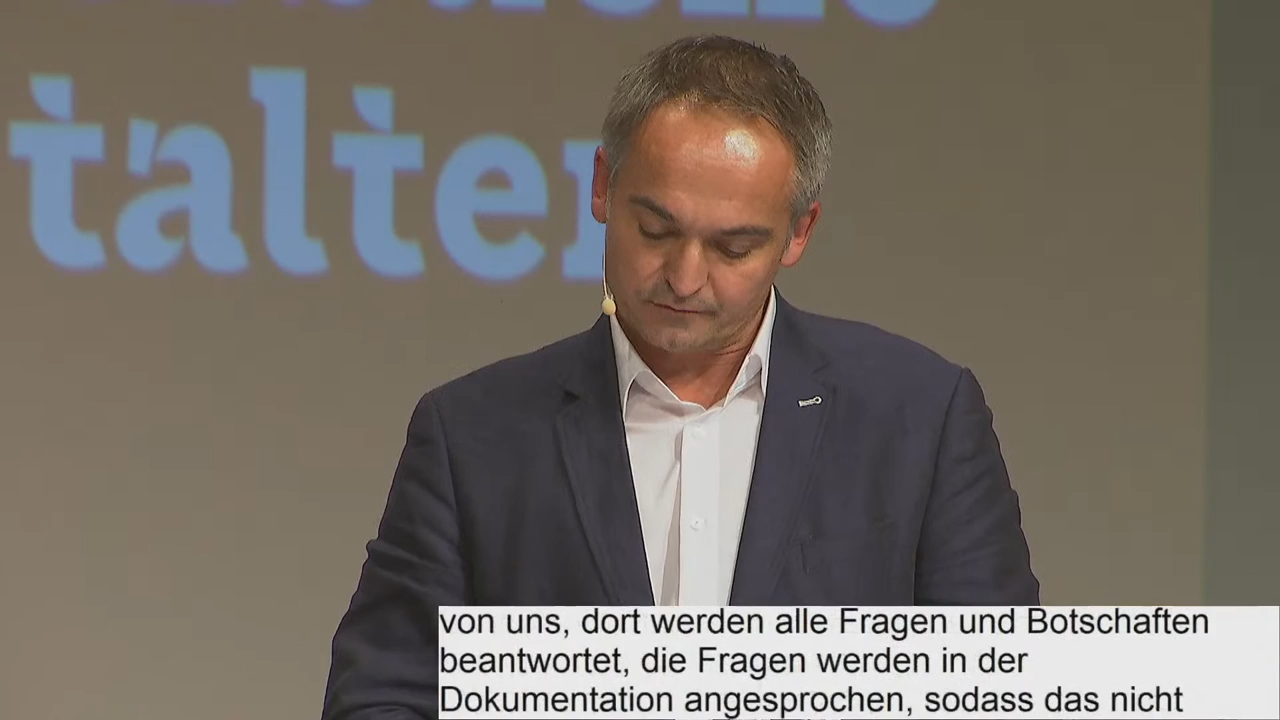 talten
von uns, dort werden alle Fragen und Botschaften
beantwortet, die Fragen werden in der
Dokumentation angesprochen, sodass das nicht